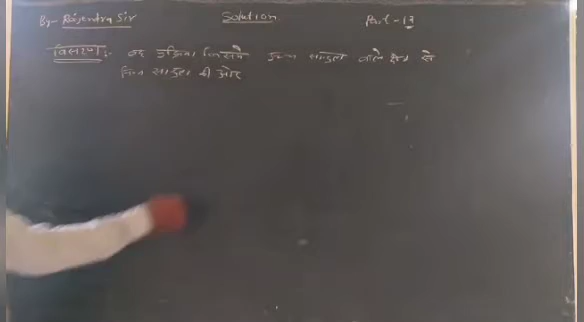 By- Rajendra Sir Solution Part-13
विसरण :- वह प्रक्रिया जिसमें उच्च सान्द्रता वाले क्षेत्र से
निम्न सान्द्रता की ओर